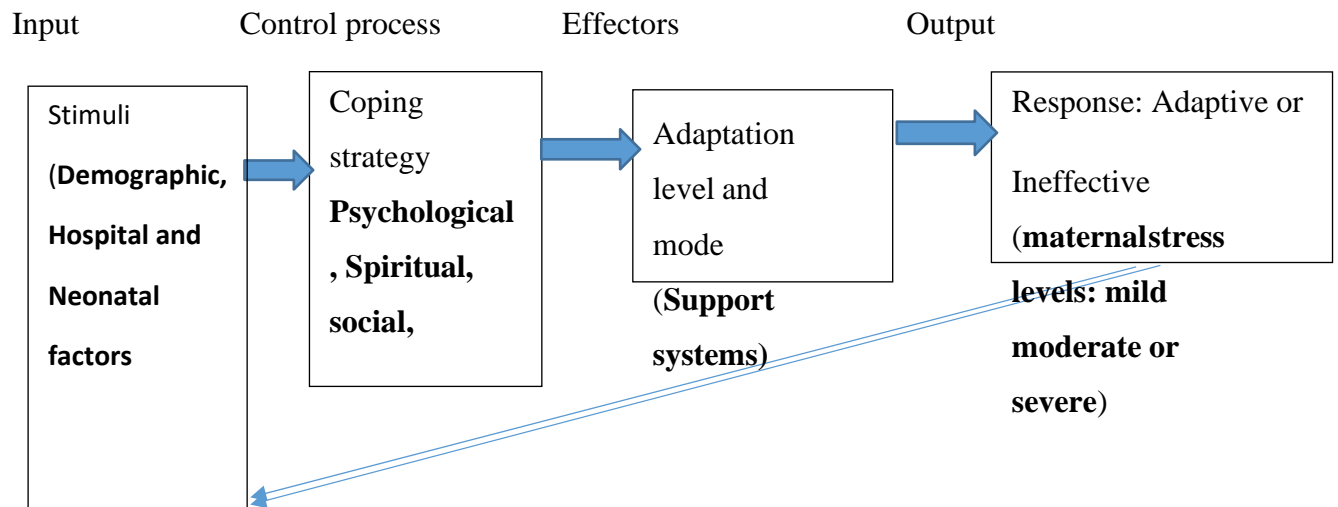 Input Control process Effectors Output
Stimuli
(Demographic,
Hospital and
Neonatal
factors
Coping
strategy
Psychological
, Spiritual,
social,
Adaptation
level and
mode
(Support
systems)
Response: Adaptive or
Ineffective
(maternalstress
levels: mild
moderate or
severe)